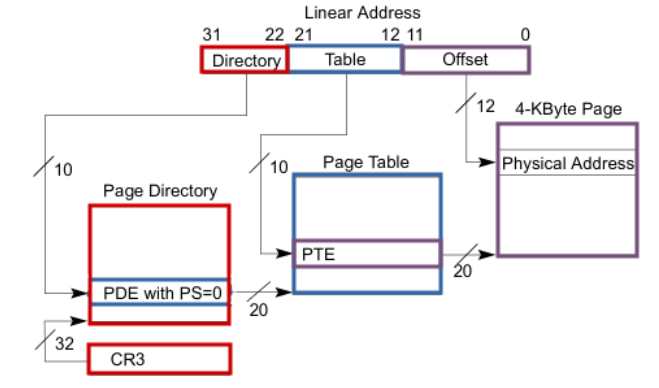 Linear Address
31 22 21 12 11 0
Directory Table Offset
12
4-KByte Page
10
10
Page Table
Physical Address
Page Directory
PTE
20
PDE with PS=0
20
32
CR3